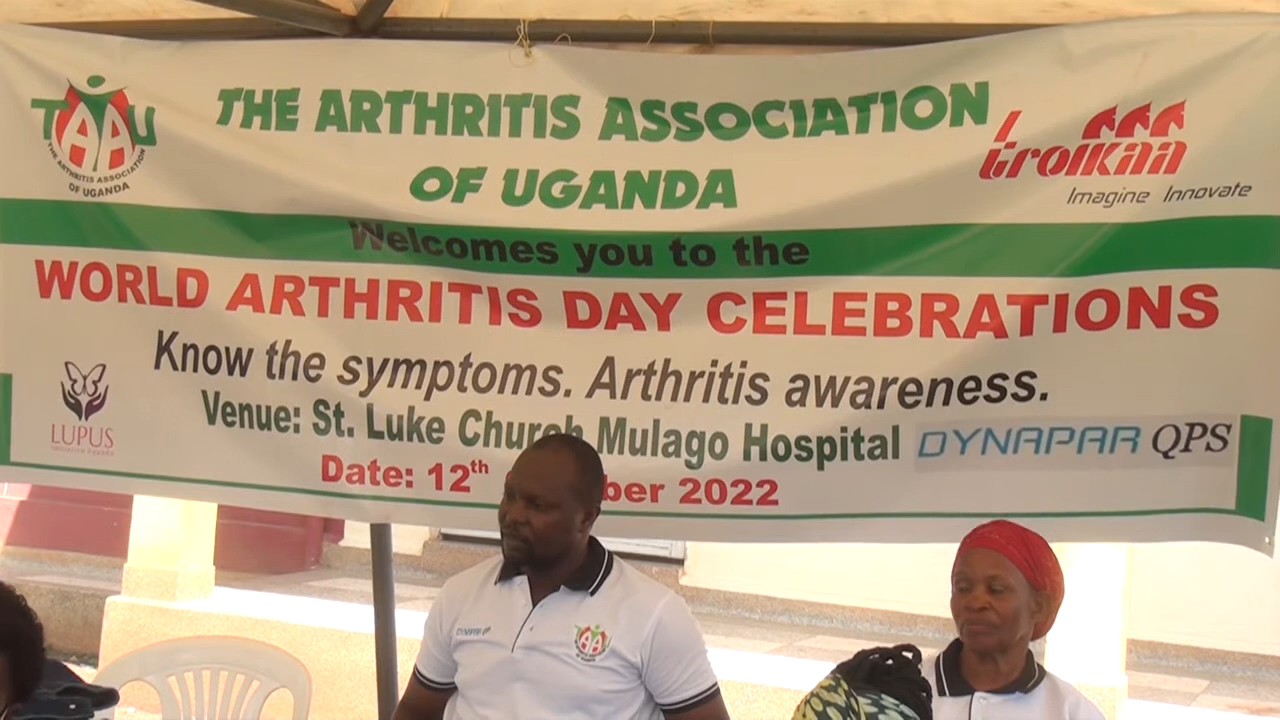 THE ARTHRITIS ASSOCIATION
OF UGANDA
TAAU
THE ARTHRITIS ASSOCIATION
OF UGANDA
troikaa
Imagine Innovate
Welcomes you to the
WORLD ARTHRITIS DAY CELEBRATIONS
Know the symptoms. Arthritis awareness.
Venue: St. Luke Church Mulago Hospital
DYNAPAR QPS
LUPUS
Date: 12th ber 2022
OF UGANDA